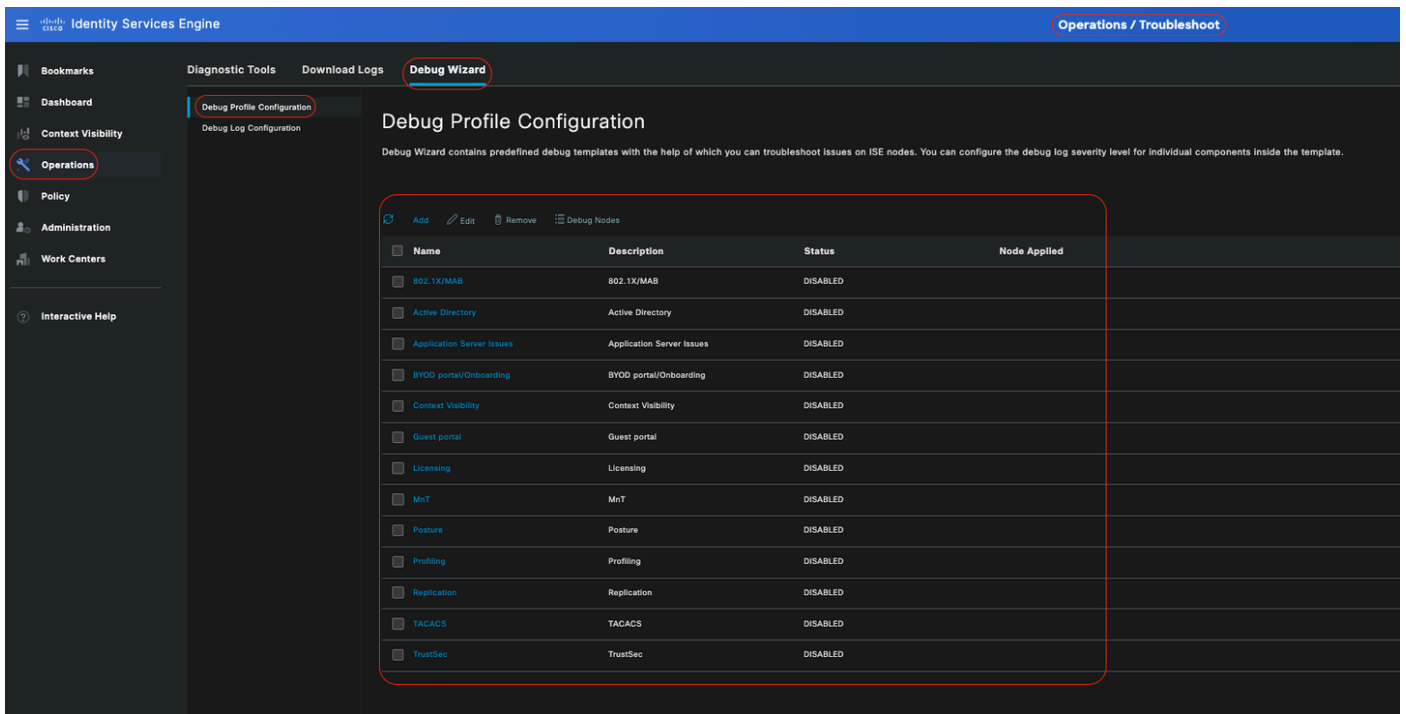 cisco Identity Services Engine
Operations / Troubleshoot
Bookmarks
Dashboard
Context Visibility
Operations
Policy
Administration
Work Centers
? Interactive Help
Diagnostic Tools Download Logs Debug Wizard
Debug Profile Configuration
Debug Log Configuration
Debug Profile Configuration
Debug Wizard contains predefined debug templates with the help of which you can troubleshoot issues on ISE nodes. You can configure the debug log severity level for individual components inside the template.
Add Edit Remove Debug Nodes
Name Description Status Node Applied
802.1X/MAB 802.1X/MAB DISABLED
Active Directory Active Directory DISABLED
Application Server Issues Application Server Issues DISABLED
BYOD portal/Onboarding BYOD portal/Onboarding DISABLED
Context Visibility Context Visibility DISABLED
Guest portal Guest portal DISABLED
Licensing Licensing DISABLED
MnT MnT DISABLED
Posture Posture DISABLED
Profiling Profiling DISABLED
Replication Replication DISABLED
TACACS TACACS DISABLED
TrustSec TrustSec DISABLED